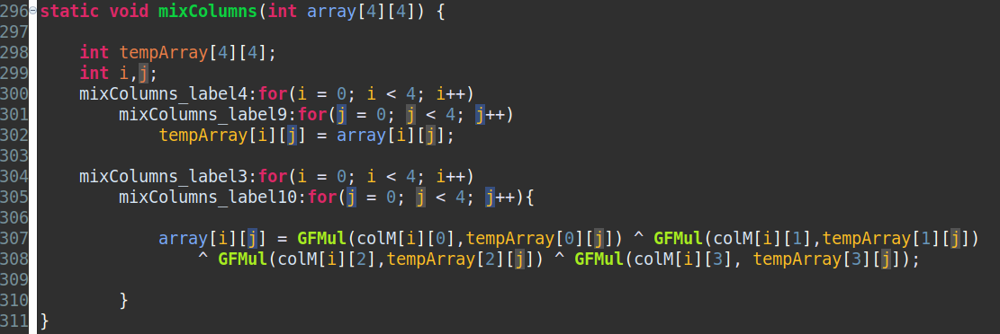 296 static void mixColumns(int array[4][4]) {
297
298     int tempArray[4][4];
299     int i,j;
300     mixColumns_label4:for(i = 0; i < 4; i++)
301         mixColumns_label9:for(j = 0; j < 4; j++)
302             tempArray[i][j] = array[i][j];
303
304     mixColumns_label3:for(i = 0; i < 4; i++)
305         mixColumns_label10:for(j = 0; j < 4; j++){
306
307             array[i][j] = GFMul(colM[i][0],tempArray[0][j]) ^ GFMul(colM[i][1],tempArray[1][j])
308                 ^ GFMul(colM[i][2],tempArray[2][j]) ^ GFMul(colM[i][3], tempArray[3][j]);
309
310         }
311 }